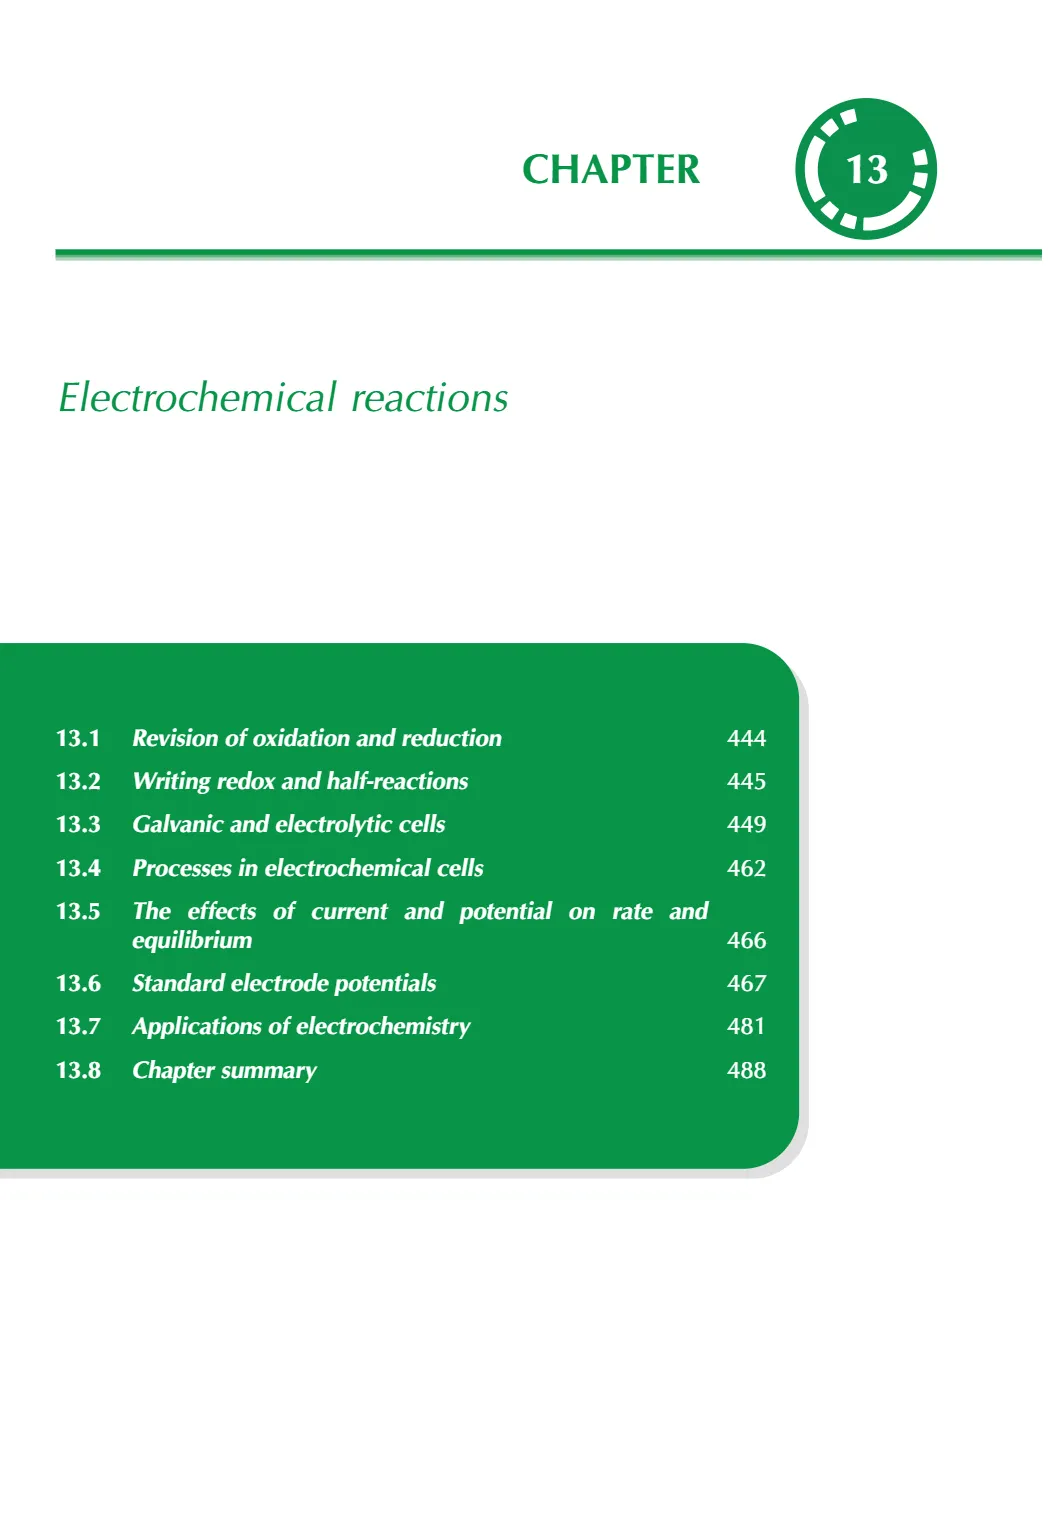 CHAPTER 13
Electrochemical reactions
13.1 Revision of oxidation and reduction 444
13.2 Writing redox and half-reactions 445
13.3 Galvanic and electrolytic cells 449
13.4 Processes in electrochemical cells 462
13.5 The effects of current and potential on rate and
equilibrium 466
13.6 Standard electrode potentials 467
13.7 Applications of electrochemistry 481
13.8 Chapter summary 488